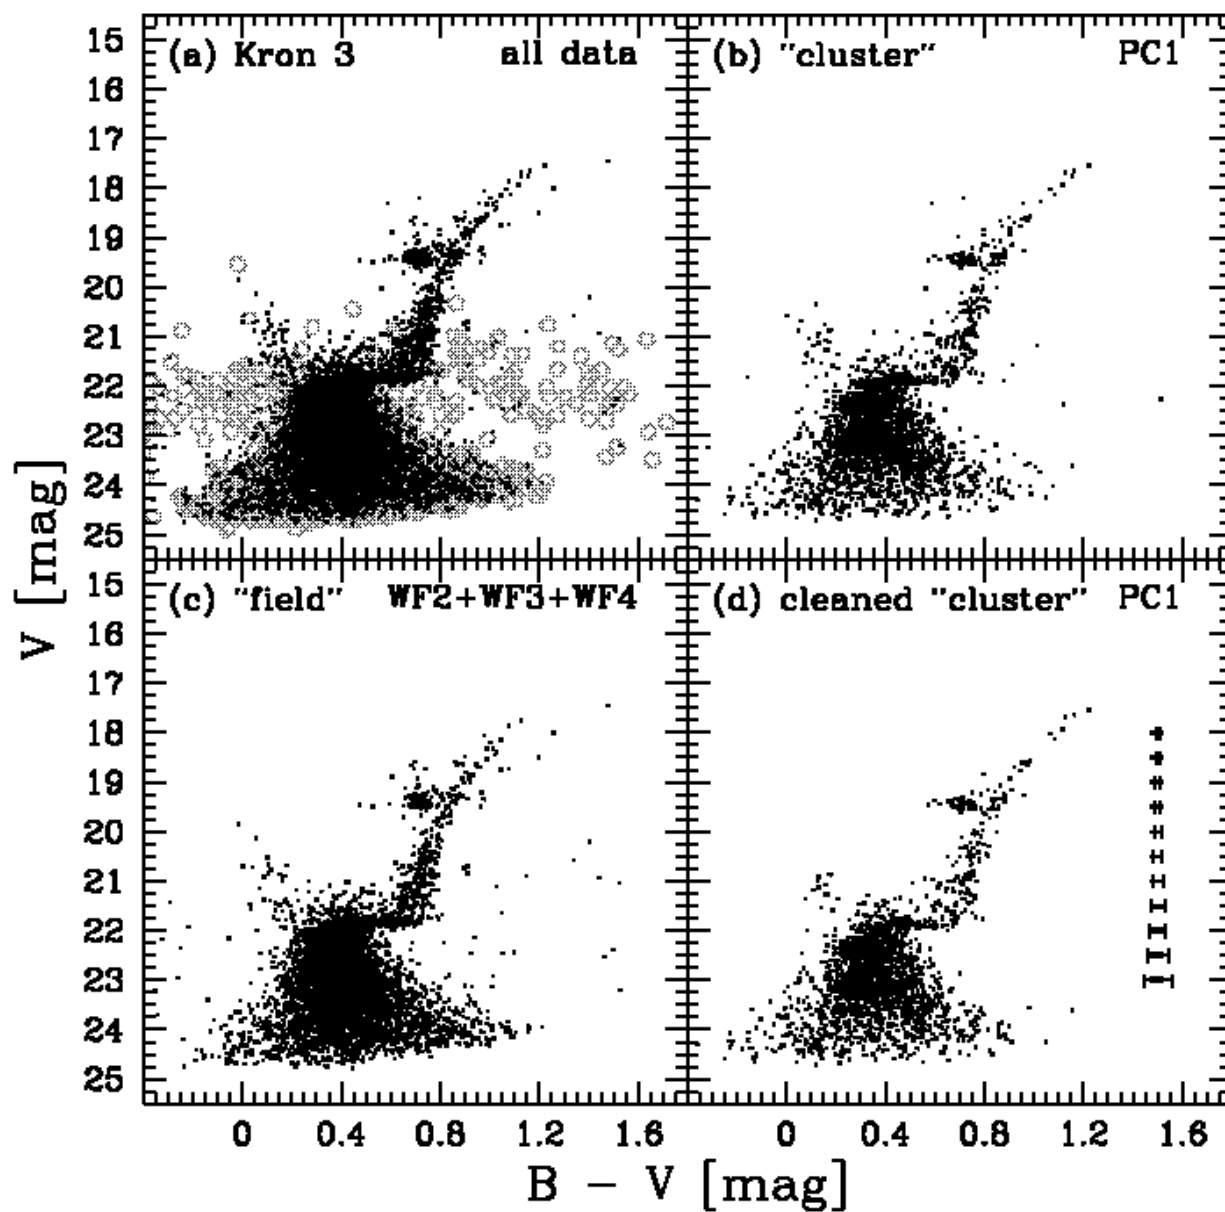 (a) Kron 3 all data
(b) "cluster" PC1
15
16
17
18
19
20
21
22
23
24
25
(c) "field" WF2+WF3+WF4
(d) cleaned "cluster" PC1
15
16
17
18
19
20
21
22
23
24
25
V [mag]
0 0.4 0.8 1.2 1.6
0 0.4 0.8 1.2 1.6
B − V [mag]